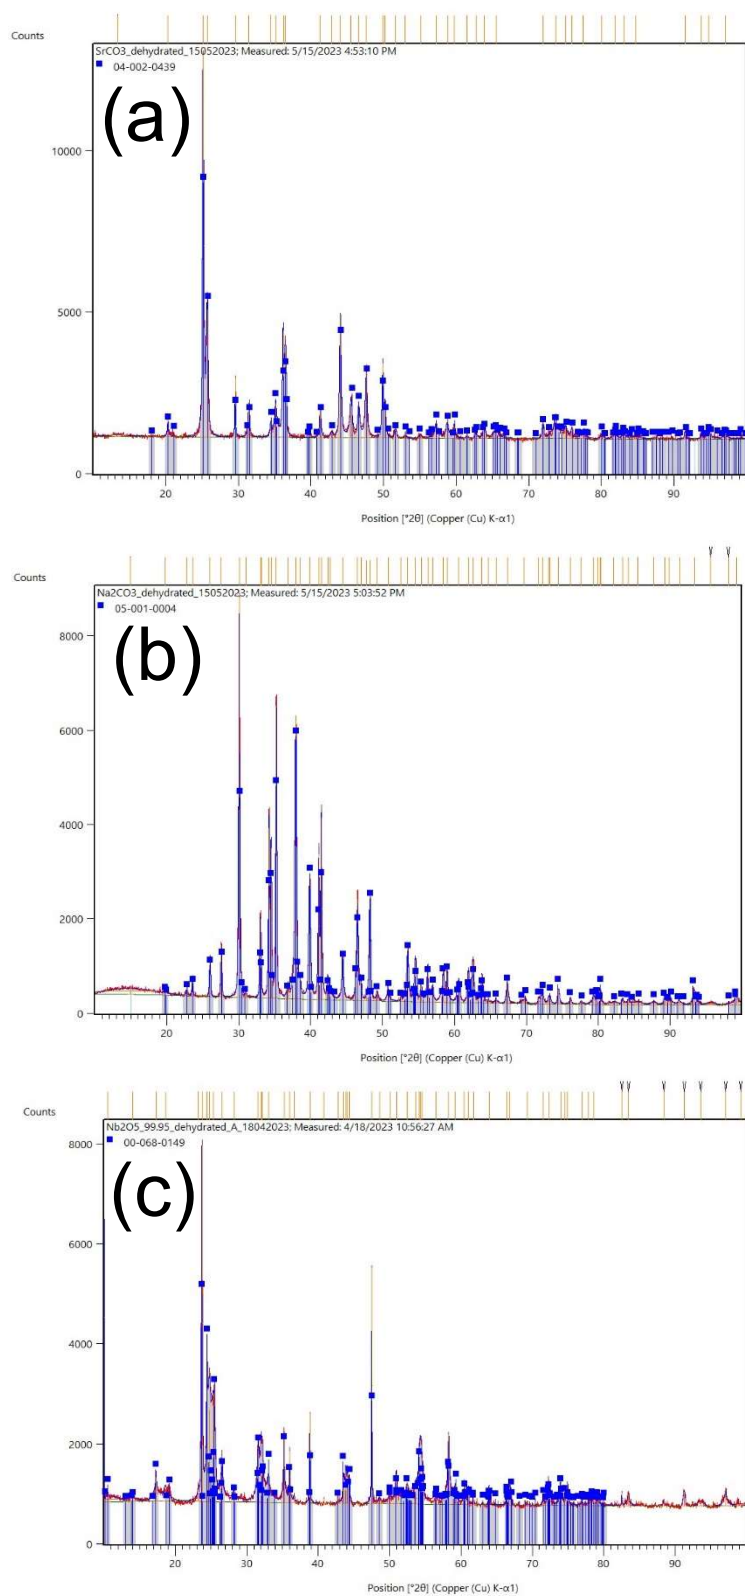 Counts
SrCO3_dehydrated_15052023; Measured: 5/15/2023 4:53:10 PM
04-002-0439
(a)
10000
5000
0
20 30 40 50 60 70 80 90
Position [°2θ] (Copper (Cu) K-α1)
Counts
Na2CO3_dehydrated_15052023; Measured: 5/15/2023 5:03:52 PM
05-001-0004
(b)
8000
6000
4000
2000
0
20 30 40 50 60 70 80 90
Position [°2θ] (Copper (Cu) K-α1)
Counts
Nb2O5_99.95_dehydrated_A_18042023; Measured: 4/18/2023 10:56:27 AM
00-068-0149
(c)
8000
6000
4000
2000
0
20 30 40 50 60 70 80 90
Position [°2θ] (Copper (Cu) K-α1)